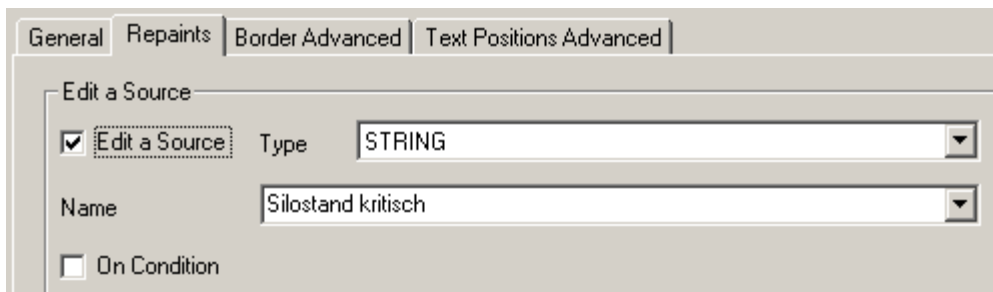 General Repaints Border Advanced Text Positions Advanced
Edit a Source
Edit a Source Type STRING
Name Silostand kritisch
On Condition